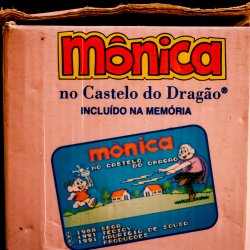 mônica
no Castelo do Dragão®
INCLUÍDO NA MEMÓRIA
mônica
NO CASTELO DO DRAGÃO
* 1986 SEGA
* 1991 TECTOY
* 1991 MAURICIO DE SOUSA
PRODUÇÕES